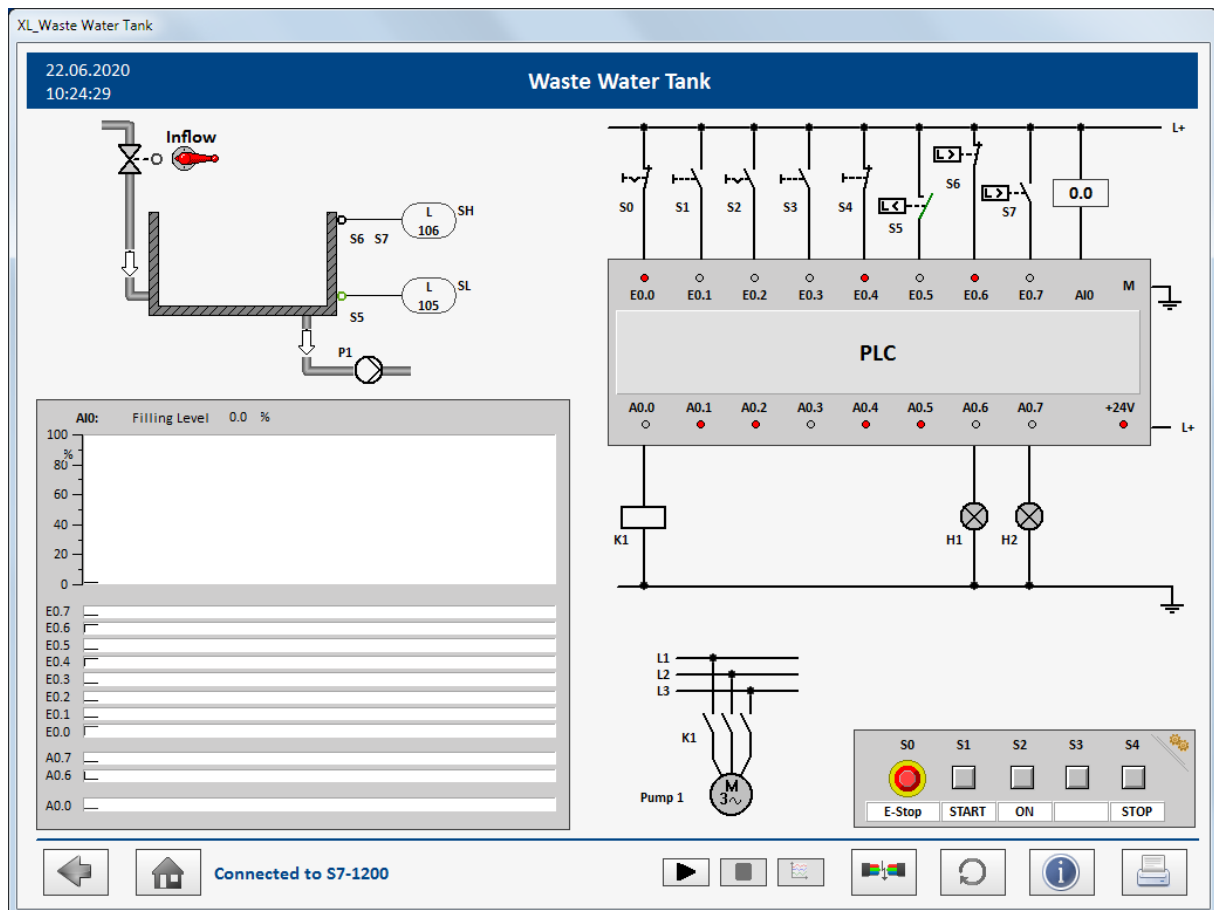 XL_Waste Water Tank
22.06.2020
10:24:29
Waste Water Tank
Inflow
L
106
SH
S6 S7
L
105
SL
S5
P1
L+
S0
S1
S2
S3
S4
L<
S5
L>
S6
L>
S7
0.0
E0.0 E0.1 E0.2 E0.3 E0.4 E0.5 E0.6 E0.7 AI0 M
PLC
A0.0 A0.1 A0.2 A0.3 A0.4 A0.5 A0.6 A0.7 +24V
L+
K1
H1
H2
AI0: Filling Level 0.0 %
100
%
80
60
40
20
0
E0.7
E0.6
E0.5
E0.4
E0.3
E0.2
E0.1
E0.0
A0.7
A0.6
A0.0
L1
L2
L3
K1
Pump 1
M
3~
S0 S1 S2 S3 S4
E-Stop START ON STOP
Connected to S7-1200
i